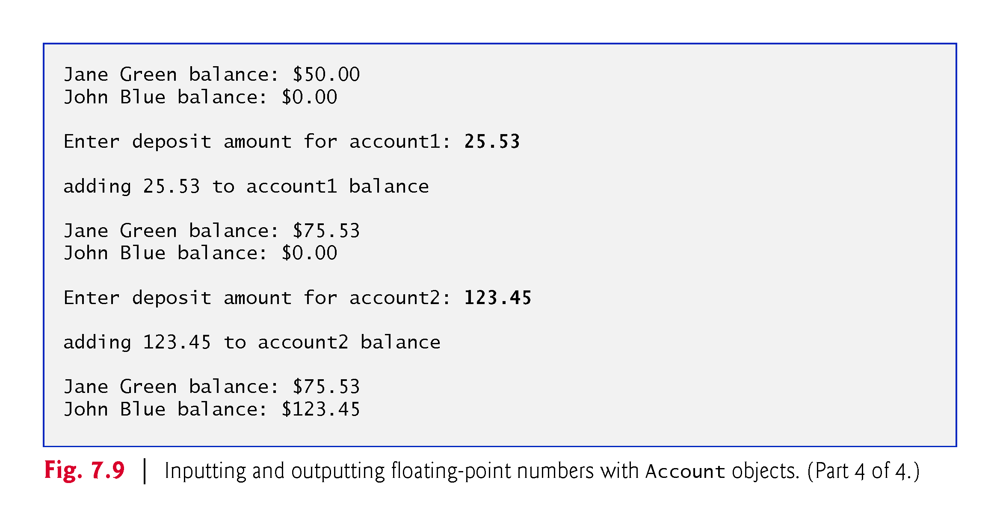 Jane Green balance: $50.00
John Blue balance: $0.00
Enter deposit amount for account1: 25.53
adding 25.53 to account1 balance
Jane Green balance: $75.53
John Blue balance: $0.00
Enter deposit amount for account2: 123.45
adding 123.45 to account2 balance
Jane Green balance: $75.53
John Blue balance: $123.45
Fig. 7.9 | Inputting and outputting floating-point numbers with Account objects. (Part 4 of 4.)